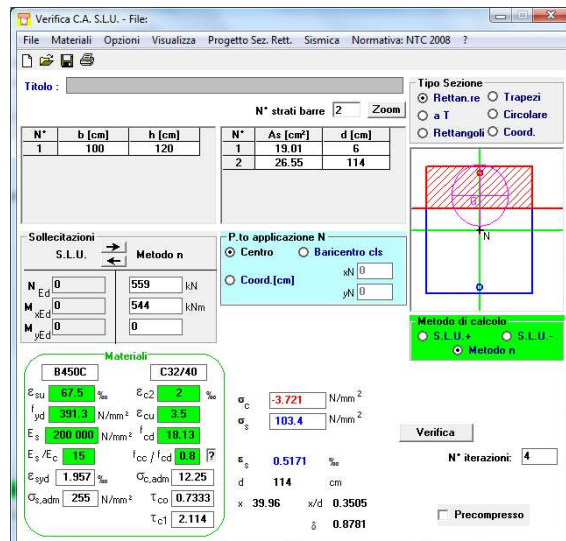 Verifica C.A. S.L.U. - File:
File Materiali Opzioni Visualizza Progetto Sez. Rett. Sismica Normativa: NTC 2008 ?
Titolo :
N° strati barre 2 Zoom
Tipo Sezione
Rettan.re Trapezi
a T Circolare
Rettangoli Coord.
N° b [cm] h [cm]
1 100 120
N° As [cm²] d [cm]
1 19.01 6
2 26.55 114
N
Sollecitazioni
S.L.U. Metodo n
N Ed 0 559 kN
M xEd 0 544 kNm
M yEd 0 0
P.to applicazione N
Centro Baricentro cls
Coord.[cm] xN 0
yN 0
Metodo di calcolo
S.L.U.+ S.L.U.-
Metodo n
Materiali
B450C C32/40
εsu 67.5 ‰ εc2 2 ‰
fyd 391.3 N/mm² εcu 3.5
Es 200 000 N/mm² fcd 18.13
Es/Ec 15 fcc / fcd 0.8 ?
εsyd 1.957 ‰ σc,adm 12.25
σs,adm 255 N/mm² τco 0.7333
τc1 2.114
σc -3.721 N/mm²
σs 103.4 N/mm²
εs 0.5171 ‰
d 114 cm
x 39.96 x/d 0.3505
δ 0.8781
Verifica
N° iterazioni: 4
Precompresso